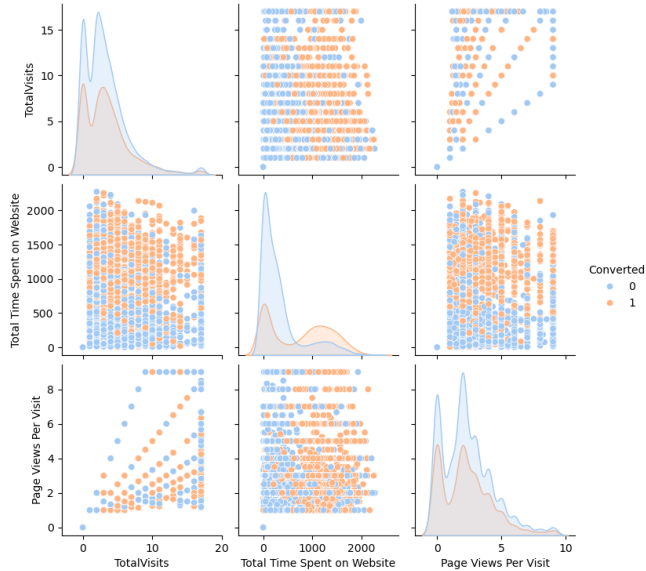 TotalVisits
15
10
5
0
Total Time Spent on Website
2000
1500
1000
500
0
Converted
0
1
Page Views Per Visit
8
6
4
2
0
0 10 20
0 1000 2000
0 5 10
TotalVisits Total Time Spent on Website Page Views Per Visit